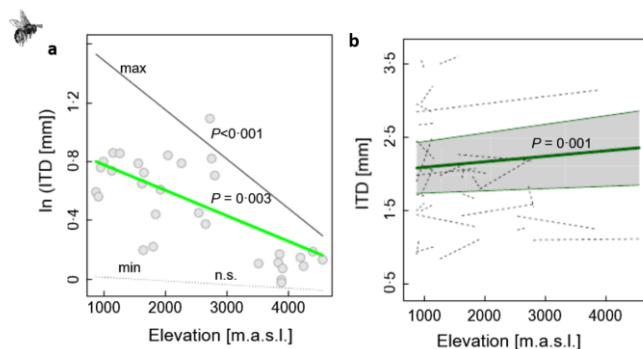 a
b
max
P<0·001
P = 0·003
min
n.s.
ln (ITD [mm])
0
0·4
0·8
1·2
1000
2000
3000
4000
Elevation [m.a.s.l.]
P = 0·001
ITD [mm]
0·5
1·5
2·5
3·5
1000
2000
3000
4000
Elevation [m.a.s.l.]